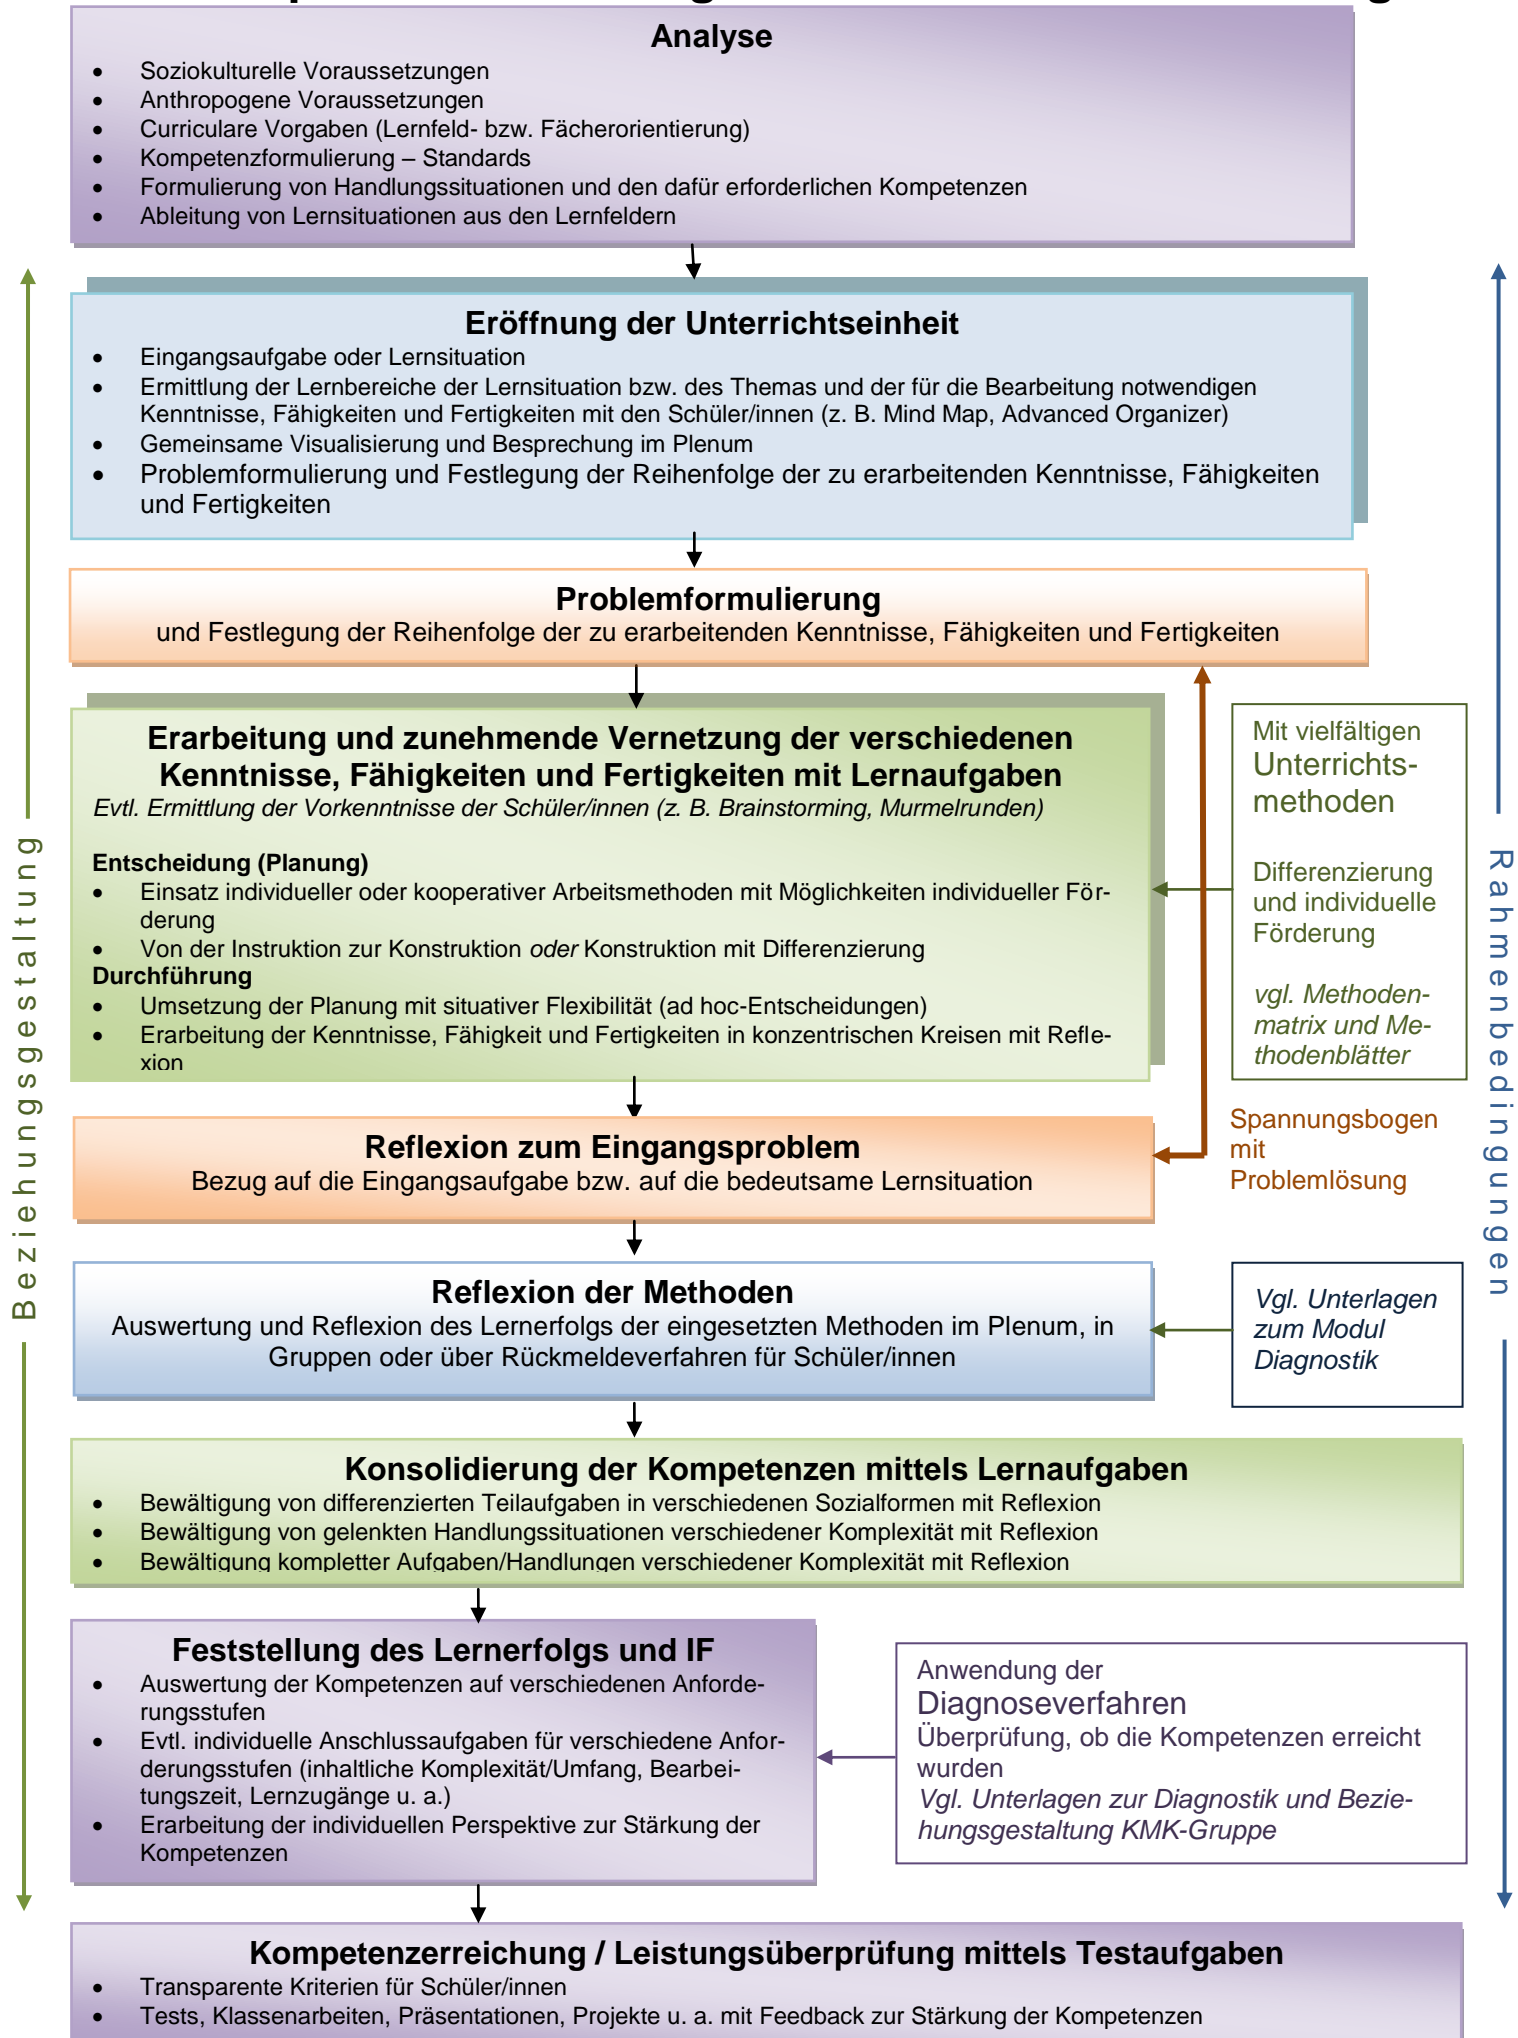 Analyse
• Soziokulturelle Voraussetzungen
• Anthropogene Voraussetzungen
• Curriculare Vorgaben (Lernfeld- bzw. Fächerorientierung)
• Kompetenzformulierung – Standards
• Formulierung von Handlungssituationen und den dafür erforderlichen Kompetenzen
• Ableitung von Lernsituationen aus den Lernfeldern
Eröffnung der Unterrichtseinheit
• Eingangsaufgabe oder Lernsituation
• Ermittlung der Lernbereiche der Lernsituation bzw. des Themas und der für die Bearbeitung notwendigen
Kenntnisse, Fähigkeiten und Fertigkeiten mit den Schüler/innen (z. B. Mind Map, Advanced Organizer)
• Gemeinsame Visualisierung und Besprechung im Plenum
• Problemformulierung und Festlegung der Reihenfolge der zu erarbeitenden Kenntnisse, Fähigkeiten
und Fertigkeiten
Problemformulierung
und Festlegung der Reihenfolge der zu erarbeitenden Kenntnisse, Fähigkeiten und Fertigkeiten
Erarbeitung und zunehmende Vernetzung der verschiedenen
Kenntnisse, Fähigkeiten und Fertigkeiten mit Lernaufgaben
Evtl. Ermittlung der Vorkenntnisse der Schüler/innen (z. B. Brainstorming, Murmelrunden)
Entscheidung (Planung)
• Einsatz individueller oder kooperativer Arbeitsmethoden mit Möglichkeiten individueller För-
derung
• Von der Instruktion zur Konstruktion oder Konstruktion mit Differenzierung
Durchführung
• Umsetzung der Planung mit situativer Flexibilität (ad hoc-Entscheidungen)
• Erarbeitung der Kenntnisse, Fähigkeit und Fertigkeiten in konzentrischen Kreisen mit Refle-
xion
Mit vielfältigen
Unterrichts-
methoden
Differenzierung
und individuelle
Förderung
vgl. Methoden-
matrix und Me-
thodenblätter
Reflexion zum Eingangsproblem
Bezug auf die Eingangsaufgabe bzw. auf die bedeutsame Lernsituation
Spannungsbogen
mit
Problemlösung
Reflexion der Methoden
Auswertung und Reflexion des Lernerfolgs der eingesetzten Methoden im Plenum, in
Gruppen oder über Rückmeldeverfahren für Schüler/innen
Vgl. Unterlagen
zum Modul
Diagnostik
Konsolidierung der Kompetenzen mittels Lernaufgaben
• Bewältigung von differenzierten Teilaufgaben in verschiedenen Sozialformen mit Reflexion
• Bewältigung von gelenkten Handlungssituationen verschiedener Komplexität mit Reflexion
• Bewältigung kompletter Aufgaben/Handlungen verschiedener Komplexität mit Reflexion
Feststellung des Lernerfolgs und IF
• Auswertung der Kompetenzen auf verschiedenen Anforde-
rungsstufen
• Evtl. individuelle Anschlussaufgaben für verschiedene Anfor-
derungsstufen (inhaltliche Komplexität/Umfang, Bearbei-
tungszeit, Lernzugänge u. a.)
• Erarbeitung der individuellen Perspektive zur Stärkung der
Kompetenzen
Anwendung der
Diagnoseverfahren
Überprüfung, ob die Kompetenzen erreicht
wurden
Vgl. Unterlagen zur Diagnostik und Bezie-
hungsgestaltung KMK-Gruppe
Kompetenzerreichung / Leistungsüberprüfung mittels Testaufgaben
• Transparente Kriterien für Schüler/innen
• Tests, Klassenarbeiten, Präsentationen, Projekte u. a. mit Feedback zur Stärkung der Kompetenzen
Beziehungsgestaltung
Rahmenbedingungen